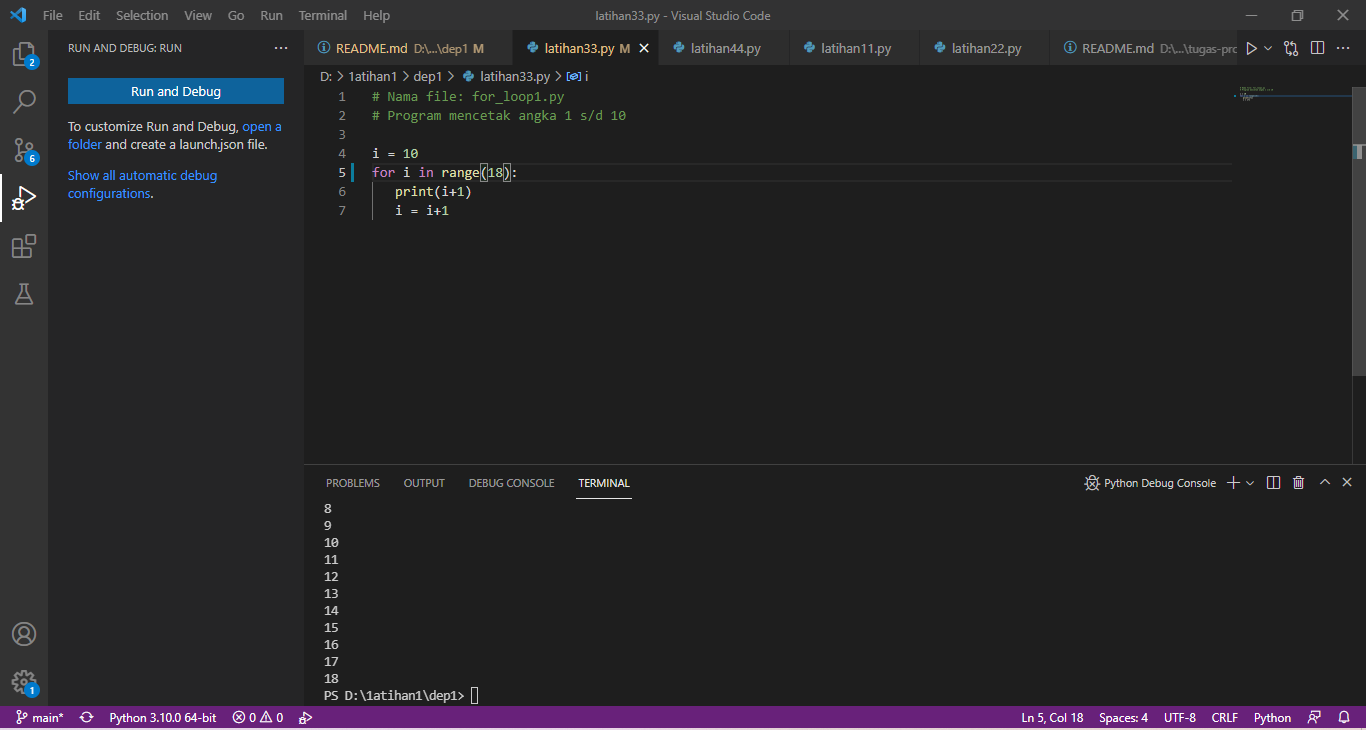 File Edit Selection View Go Run Terminal Help latihan33.py - Visual Studio Code
RUN AND DEBUG: RUN ···
README.md D:\...\dep1 M latihan33.py M latihan44.py latihan11.py latihan22.py README.md D:\...\tugas-prc
D: > 1atihan1 > dep1 > latihan33.py > i
2
6
1
Run and Debug
To customize Run and Debug, open a
folder and create a launch.json file.
Show all automatic debug
configurations.
1 # Nama file: for_loop1.py
2 # Program mencetak angka 1 s/d 10
3
4 i = 10
5 for i in range(18):
6 print(i+1)
7 i = i+1
PROBLEMS OUTPUT DEBUG CONSOLE TERMINAL Python Debug Console
8
9
10
11
12
13
14
15
16
17
18
PS D:\1atihan1\dep1>
main* Python 3.10.0 64-bit 0 0 Ln 5, Col 18 Spaces: 4 UTF-8 CRLF Python